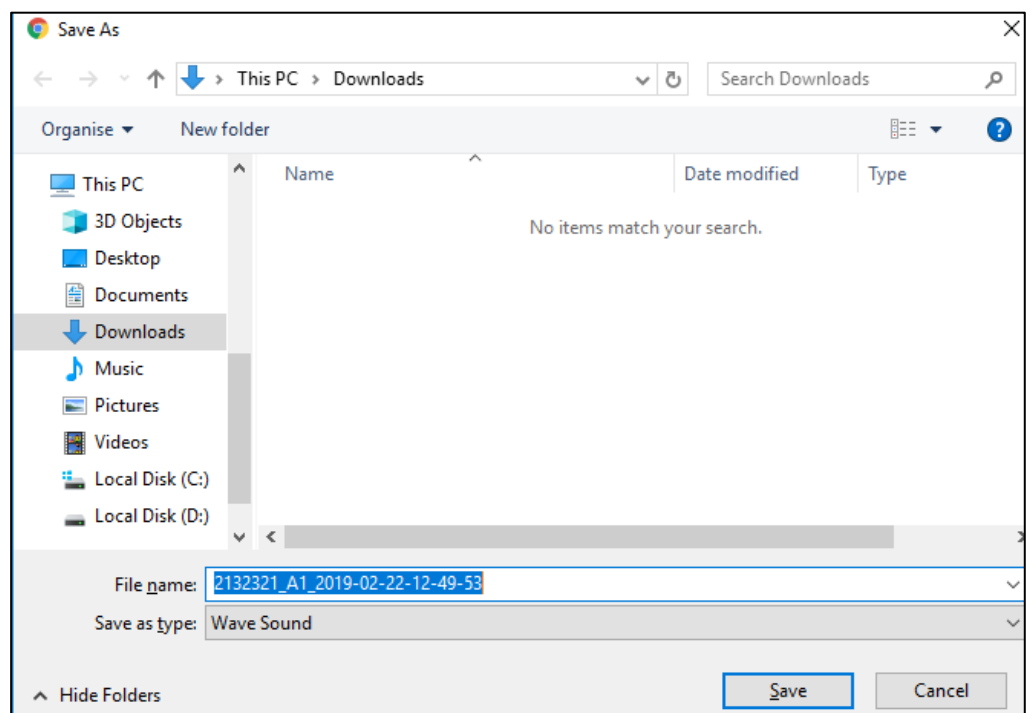 Save As
This PC > Downloads
Search Downloads
Organise
New folder
Name
Date modified
Type
No items match your search.
This PC
3D Objects
Desktop
Documents
Downloads
Music
Pictures
Videos
Local Disk (C:)
Local Disk (D:)
File name: 2132321_A1_2019-02-22-12-49-53
Save as type: Wave Sound
Hide Folders
Save
Cancel